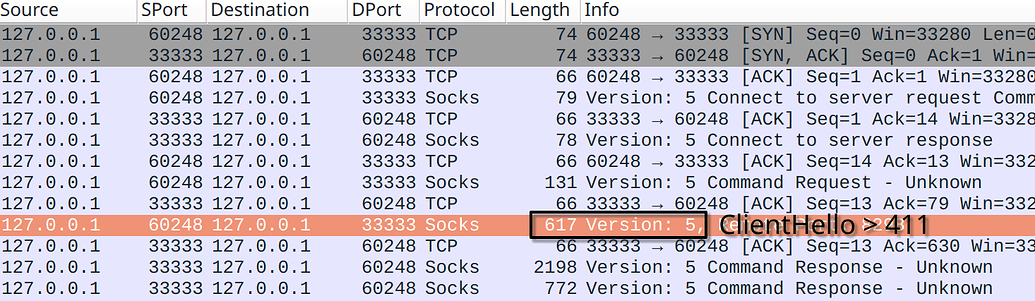 Source SPort Destination DPort Protocol Length Info
127.0.0.1 60248 127.0.0.1 33333 TCP 74 60248 → 33333 [SYN] Seq=0 Win=33280 Len=0
127.0.0.1 33333 127.0.0.1 60248 TCP 74 33333 → 60248 [SYN, ACK] Seq=0 Ack=1 Win=
127.0.0.1 60248 127.0.0.1 33333 TCP 66 60248 → 33333 [ACK] Seq=1 Ack=1 Win=33280
127.0.0.1 60248 127.0.0.1 33333 Socks 79 Version: 5 Connect to server request Comm
127.0.0.1 33333 127.0.0.1 60248 TCP 66 33333 → 60248 [ACK] Seq=1 Ack=14 Win=3328
127.0.0.1 33333 127.0.0.1 60248 Socks 78 Version: 5 Connect to server response
127.0.0.1 60248 127.0.0.1 33333 TCP 66 60248 → 33333 [ACK] Seq=14 Ack=13 Win=332
127.0.0.1 60248 127.0.0.1 33333 Socks 131 Version: 5 Command Request - Unknown
127.0.0.1 33333 127.0.0.1 60248 TCP 66 33333 → 60248 [ACK] Seq=13 Ack=79 Win=332
127.0.0.1 60248 127.0.0.1 33333 Socks 617 Version: 5, ClientHello > 411
127.0.0.1 33333 127.0.0.1 60248 TCP 66 33333 → 60248 [ACK] Seq=13 Ack=630 Win=33
127.0.0.1 33333 127.0.0.1 60248 Socks 2198 Version: 5 Command Response - Unknown
127.0.0.1 33333 127.0.0.1 60248 Socks 772 Version: 5 Command Response - Unknown